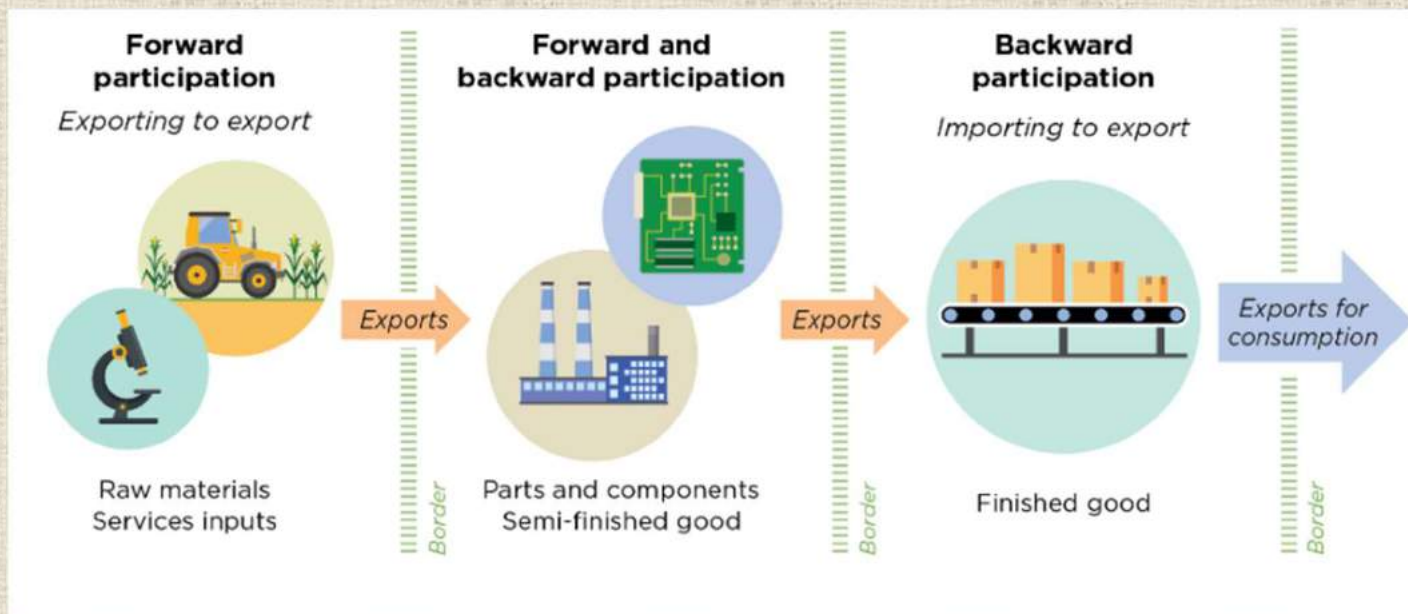 Forward
participation
Exporting to export
Raw materials
Services inputs
Exports
Border
Forward and
backward participation
Parts and components
Semi-finished good
Exports
Border
Backward
participation
Importing to export
Finished good
Exports for
consumption
Border